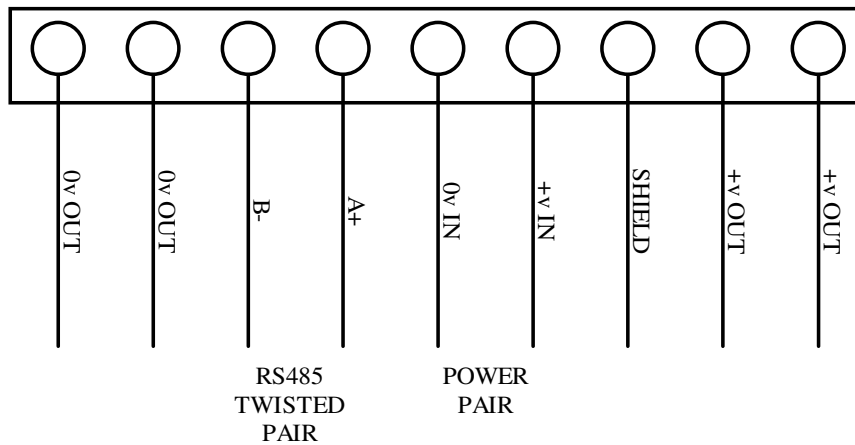 0v OUT
0v OUT
B-
A+
0v IN
+v IN
SHIELD
+v OUT
+v OUT
RS485
TWISTED
PAIR
POWER
PAIR